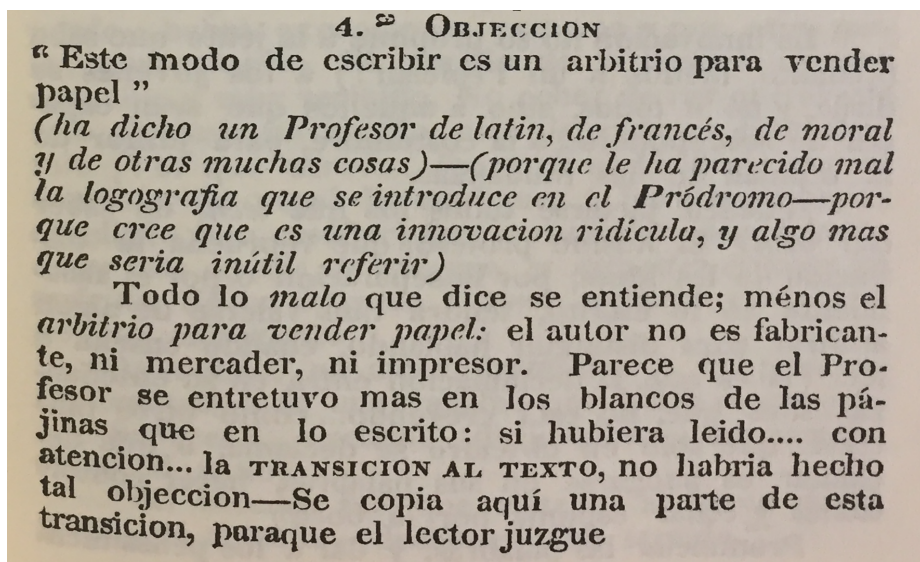 4.ª OBJECCION
“ Este modo de escribir es un arbitrio para vender
papel ”
(ha dicho un Profesor de latin, de francés, de moral
y de otras muchas cosas)—(porque le ha parecido mal
la logografia que se introduce en el Pródromo—por-
que cree que es una innovacion ridícula, y algo mas
que seria inútil referir)
Todo lo malo que dice se entiende; ménos el
arbitrio para vender papel: el autor no es fabrican-
te, ni mercader, ni impresor. Parece que el Pro-
fesor se entretuvo mas en los blancos de las pá-
jinas que en lo escrito: si hubiera leido.... con
atencion... la TRANSICION AL TEXTO, no habria hecho
tal objeccion—Se copia aquí una parte de esta
transicion, paraque el lector juzgue